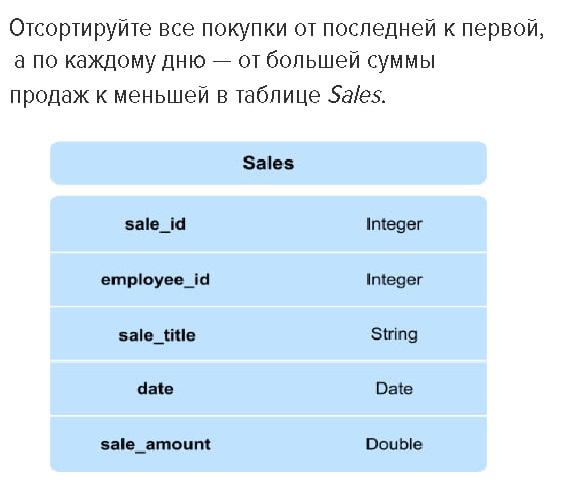 Отсортируйте все покупки от последней к первой,
а по каждому дню — от большей суммы
продаж к меньшей в таблице Sales.
Sales
sale_id Integer
employee_id Integer
sale_title String
date Date
sale_amount Double